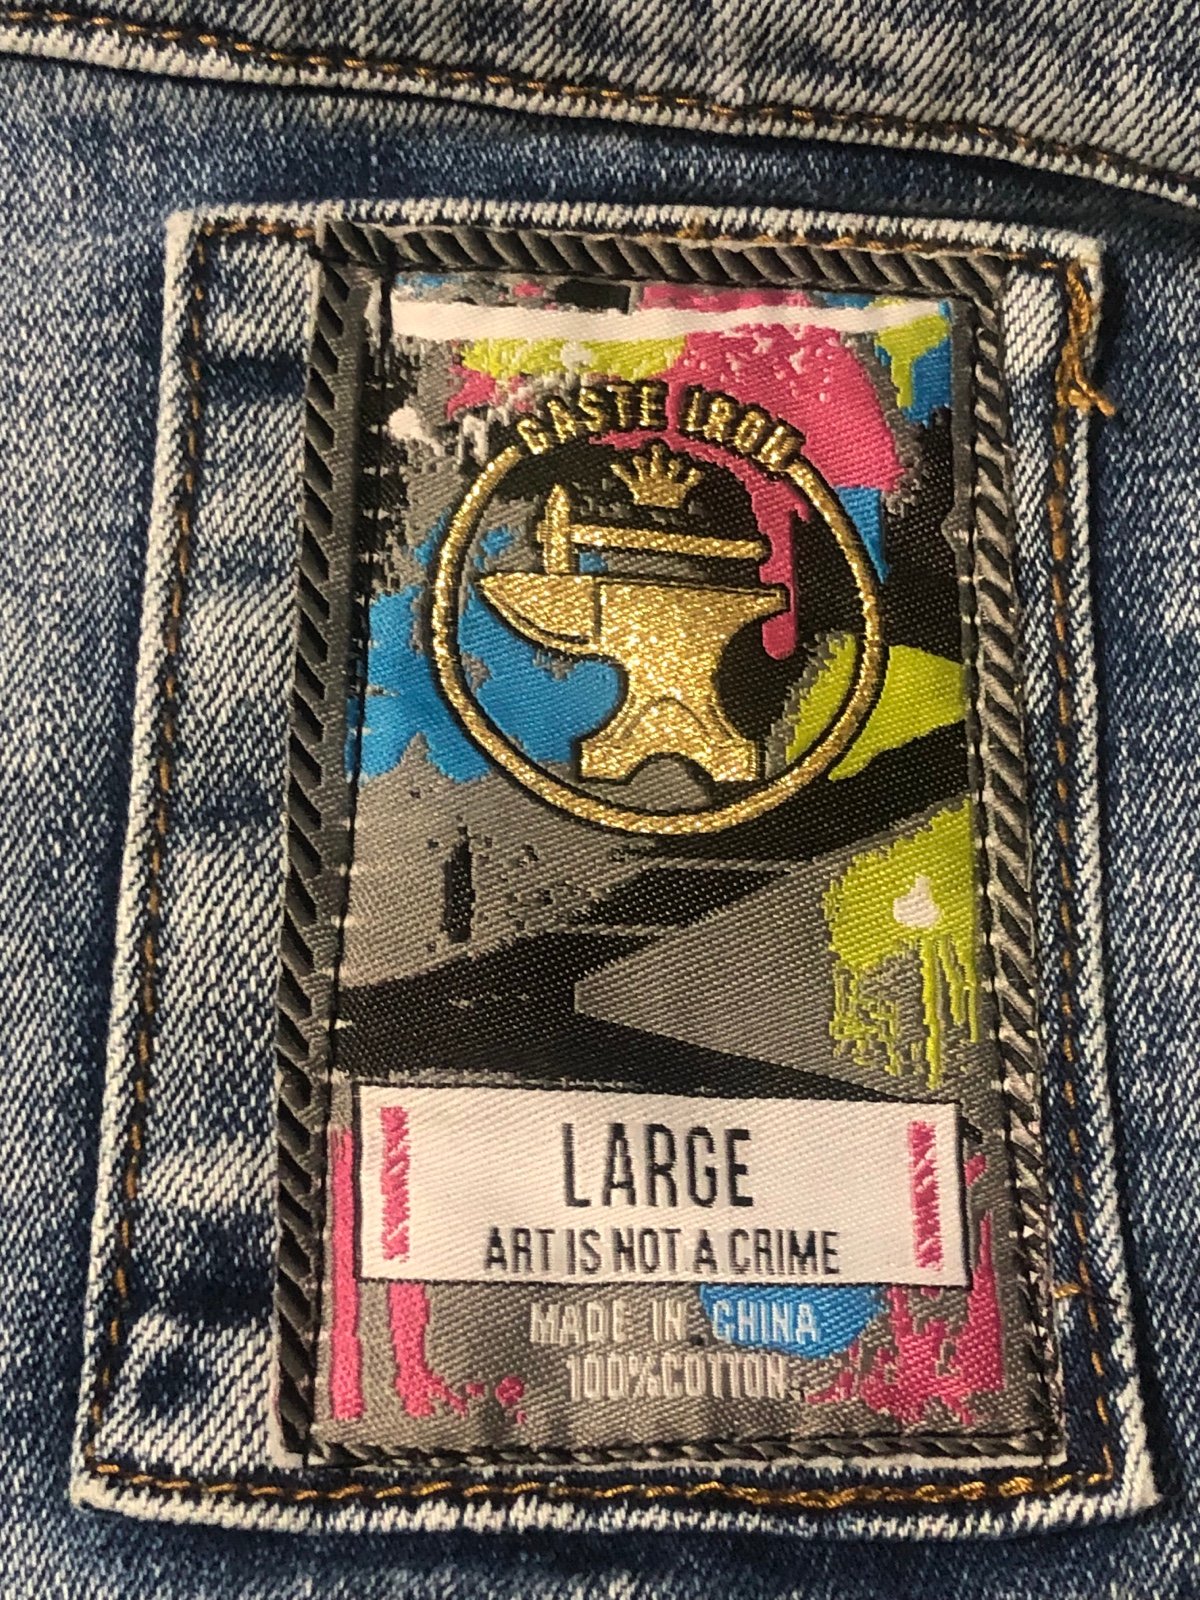 CASTE IRON
LARGE
ART IS NOT A CRIME
MADE IN CHINA
100%COTTON